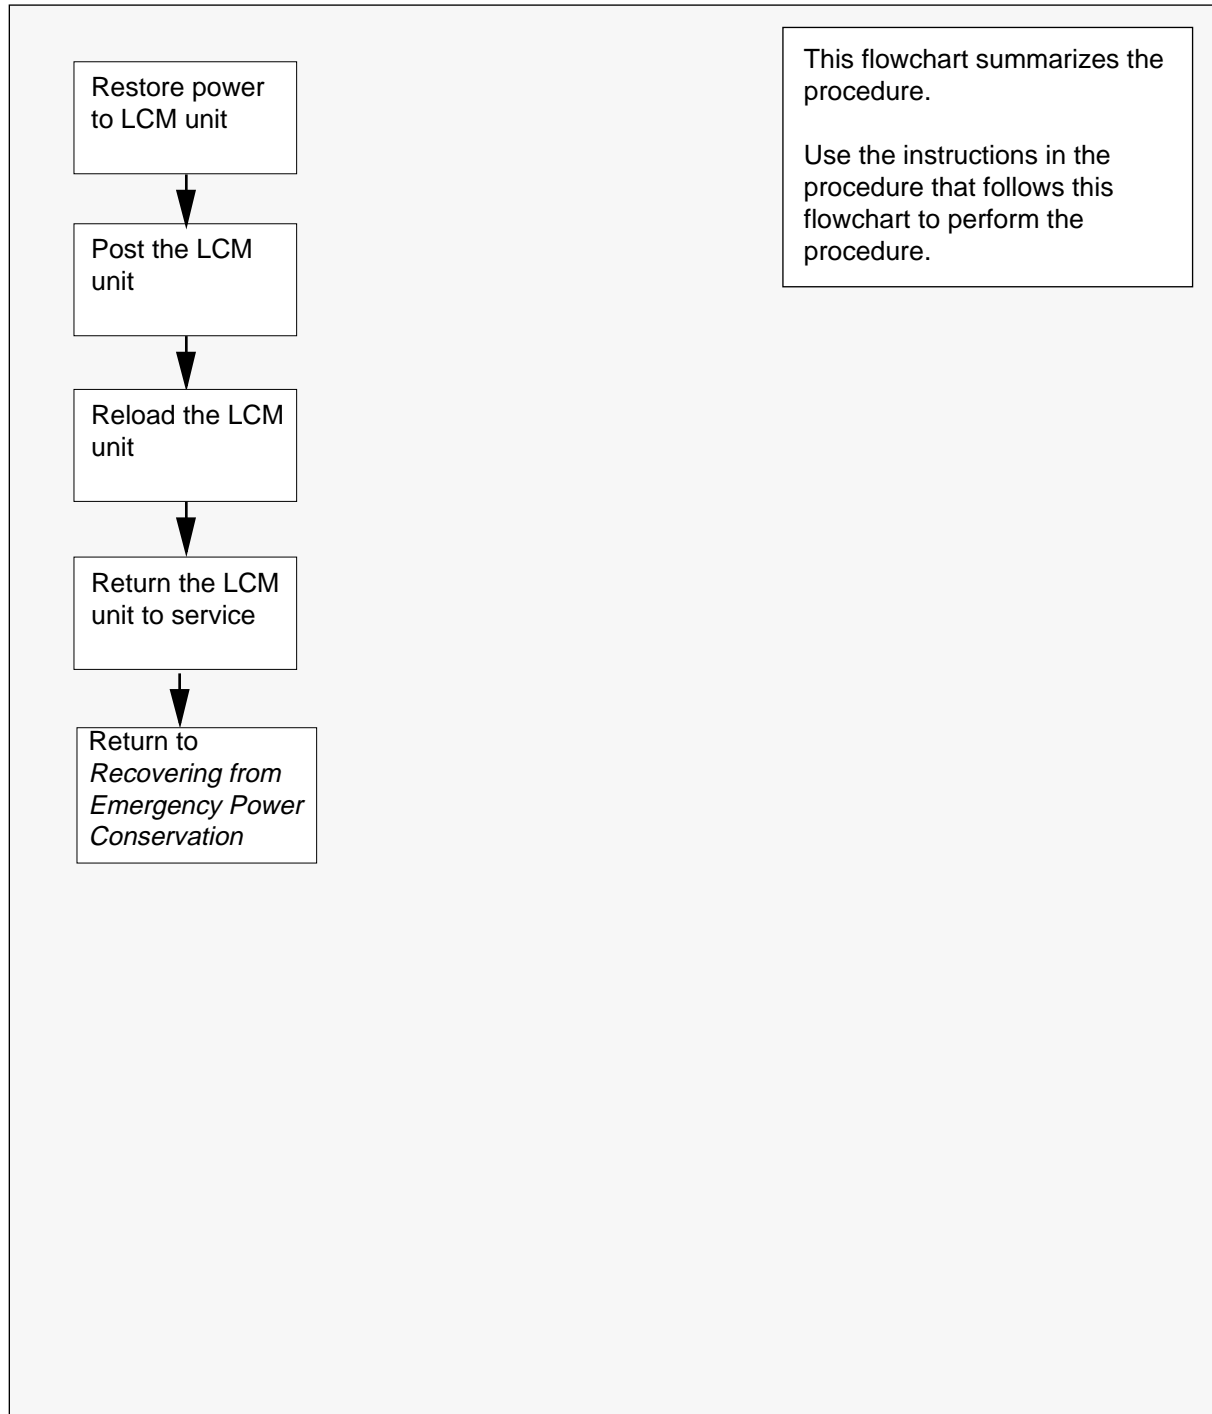 Restore power
to LCM unit
Post the LCM
unit
Reload the LCM
unit
Return the LCM
unit to service
Return to
Recovering from
Emergency Power
Conservation
This flowchart summarizes the
procedure.
Use the instructions in the
procedure that follows this
flowchart to perform the
procedure.